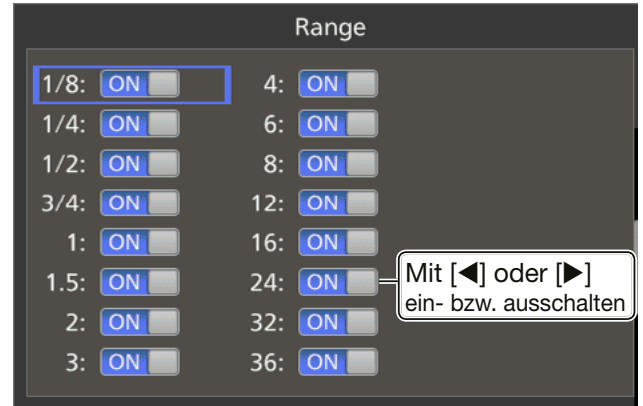 Range
1/8: ON 4: ON
1/4: ON 6: ON
1/2: ON 8: ON
3/4: ON 12: ON
1: ON 16: ON
1.5: ON 24: ON
2: ON 32: ON
3: ON 36: ON
Mit [◀] oder [▶]
ein- bzw. ausschalten